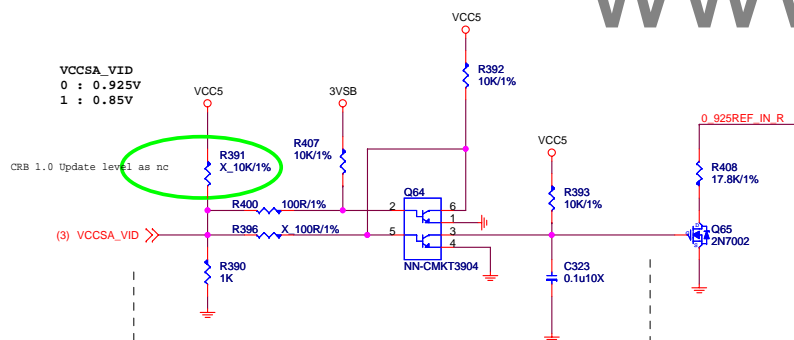 WWW
VCC5
VCCSA_VID
0 : 0.925V
1 : 0.85V
R392
10K/1%
VCC5
3VSB
0_925REF_IN_R
VCC5
R407
10K/1%
R391
X_10K/1%
CRB 1.0 Update level as nc
R408
17.8K/1%
R393
10K/1%
Q64
R400
100R/1%
2
6
1
(3) VCCSA_VID
R396
X_100R/1%
5
3
4
Q65
2N7002
R390
1K
NN-CMKT3904
C323
0.1u10X